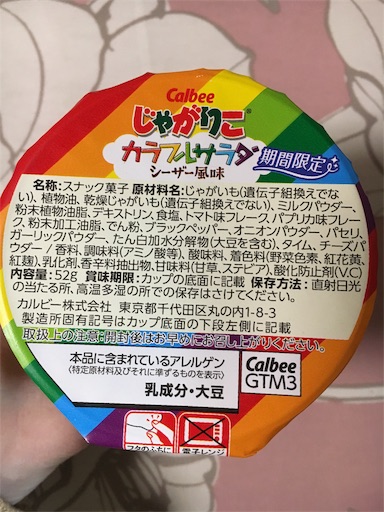 Calbee
じゃがりこ
カラフルサラダ
シーザー風味
期間限定
名称:スナック菓子 原材料名:じゃがいも(遺伝子組換えでな
い)、植物油、乾燥じゃがいも(遺伝子組換えでない)、ミルクパウダー、
粉末植物油脂、デキストリン、食塩、トマト味フレーク、パプリカ味フレー
ク、粉末加工油脂、でん粉、ブラックペッパー、オニオンパウダー、パセリ、
ガーリックパウダー、たん白加水分解物(大豆を含む)、タイム、チーズパ
ウダー / 香料、調味料(アミノ酸等)、酸味料、着色料(野菜色素、紅花黄、
紅麹)、乳化剤、香辛料抽出物、甘味料(甘草、ステビア)、酸化防止剤(V.C)
内容量:52g 賞味期限:カップの底面に記載 保存方法:直射日光
の当たる所、高温多湿の所での保存はさけてください。
カルビー株式会社 東京都千代田区丸の内1-8-3
製造所固有記号はカップ底面の下段左側に記載
取扱上の注意:開封後はお早めにお召し上がりください。
本品に含まれているアレルゲン
(特定原材料及びそれに準ずるものを表示)
乳成分・大豆
Calbee
GTM3
フタのふちに
電子レンジ